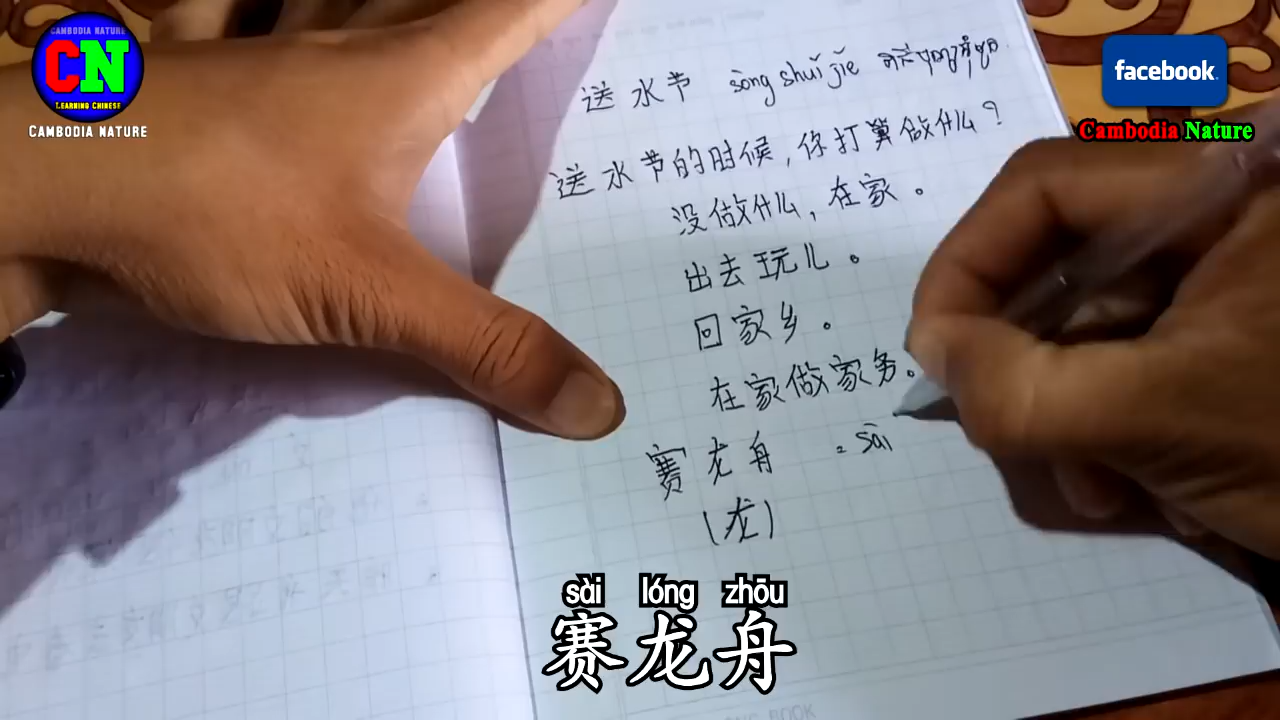 CAMBODIA NATURE
CN
LEARNING CHINESE
CAMBODIA NATURE
facebook
Cambodia Nature
送水节 sòng shuǐ jié
送水节的时候,你打算做什么?
没做什么,在家。
出去玩儿。
回家乡。
在家做家务。
赛龙舟 = sài
(龙)
sài lóng zhōu
赛龙舟